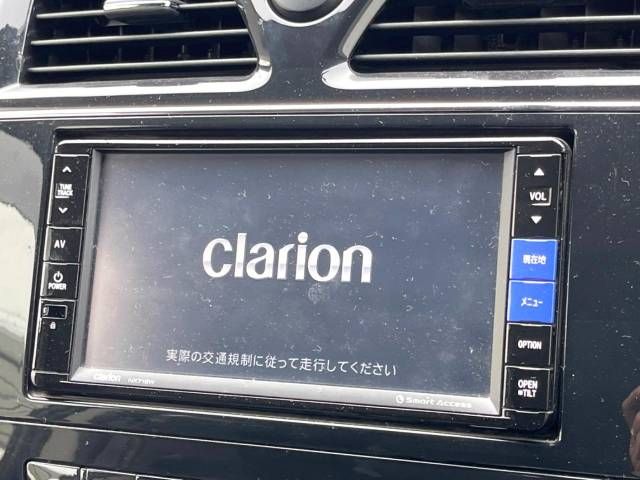 TUNE
TRACK
AV
POWER
clarion
実際の交通規制に従って走行してください
Clarion
Smart Access
VOL
現在地
メニュー
OPTION
OPEN
TILT